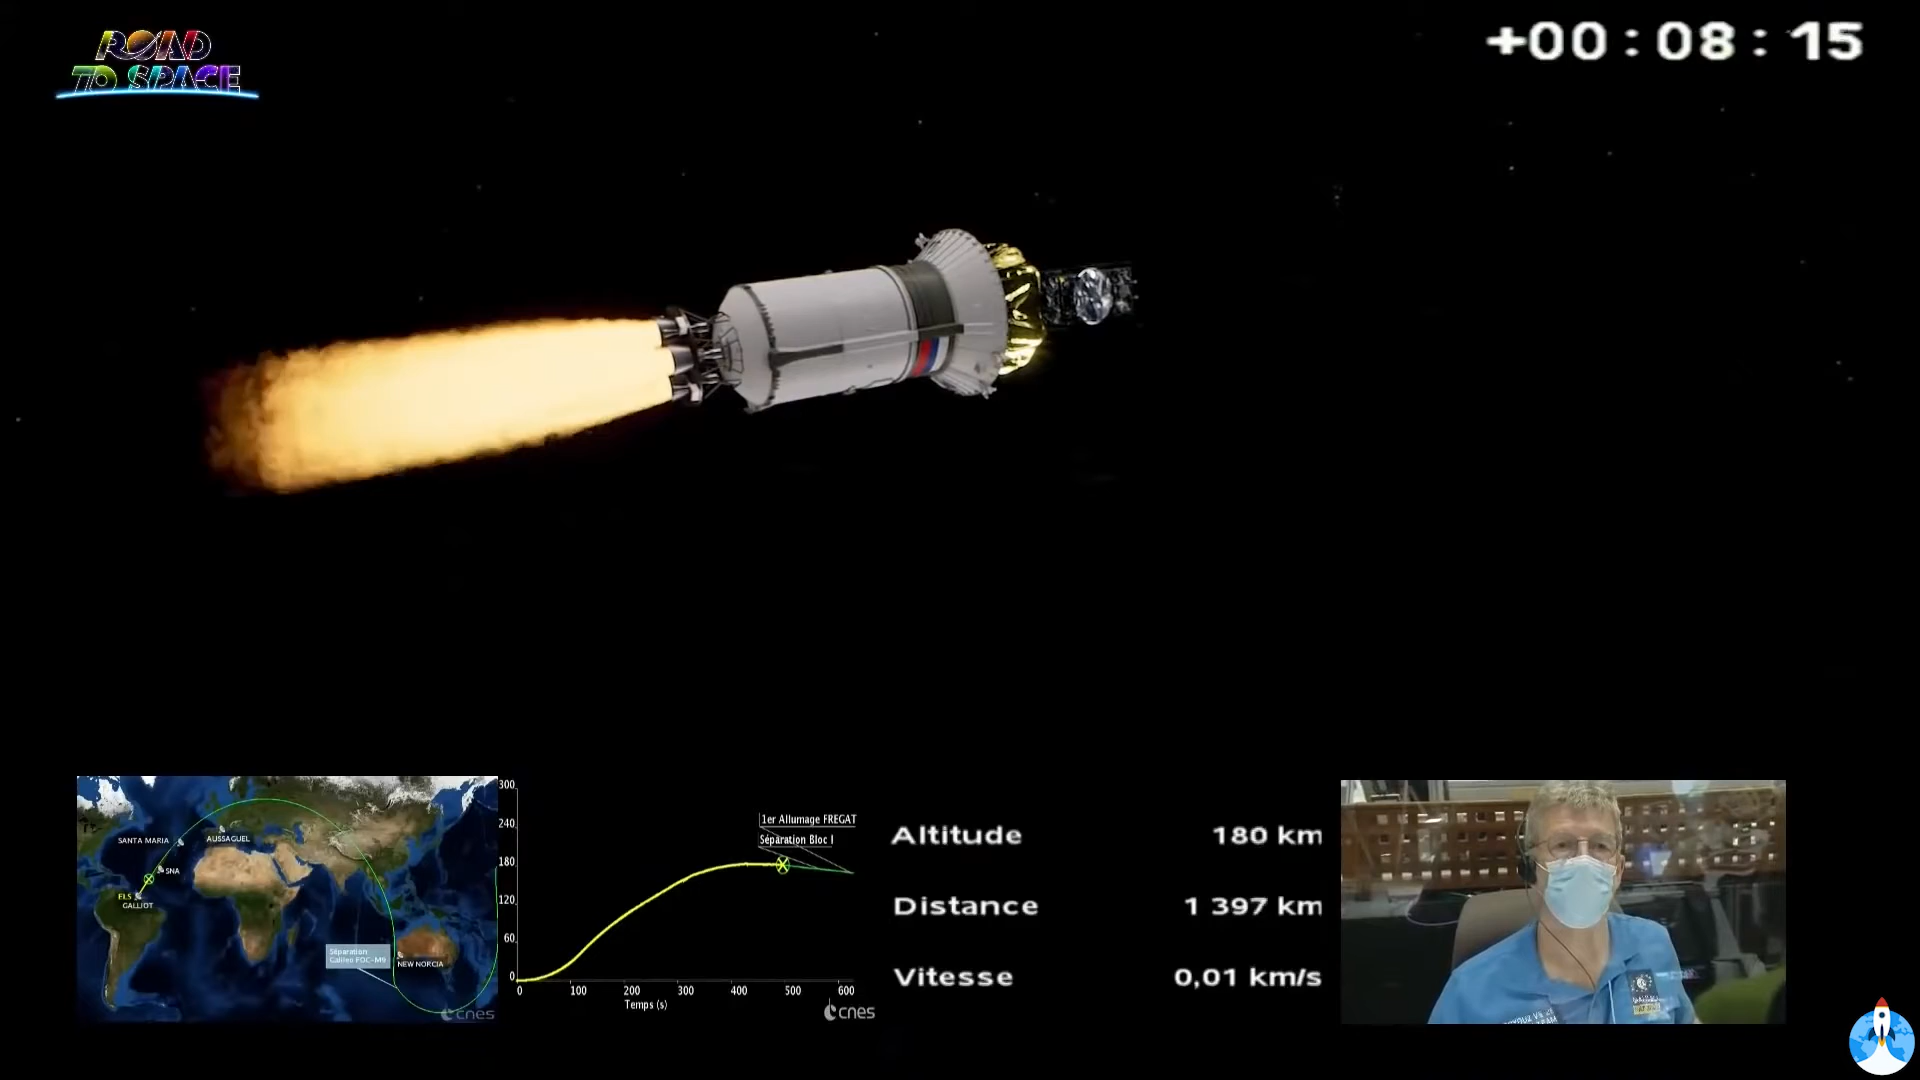 ROAD
TO SPACE
+00:08:15
SANTA MARIA
AUSSAGUEL
SNA
ELS
GALLIOT
Séparation
Galileo FOC-M9
NEW NORCIA
cnes
300
240
180
120
60
0
1er Allumage FREGAT
Séparation Bloc I
0 100 200 300 400 500 600
Temps (s)
cnes
Altitude 180 km
Distance 1 397 km
Vitesse 0,01 km/s